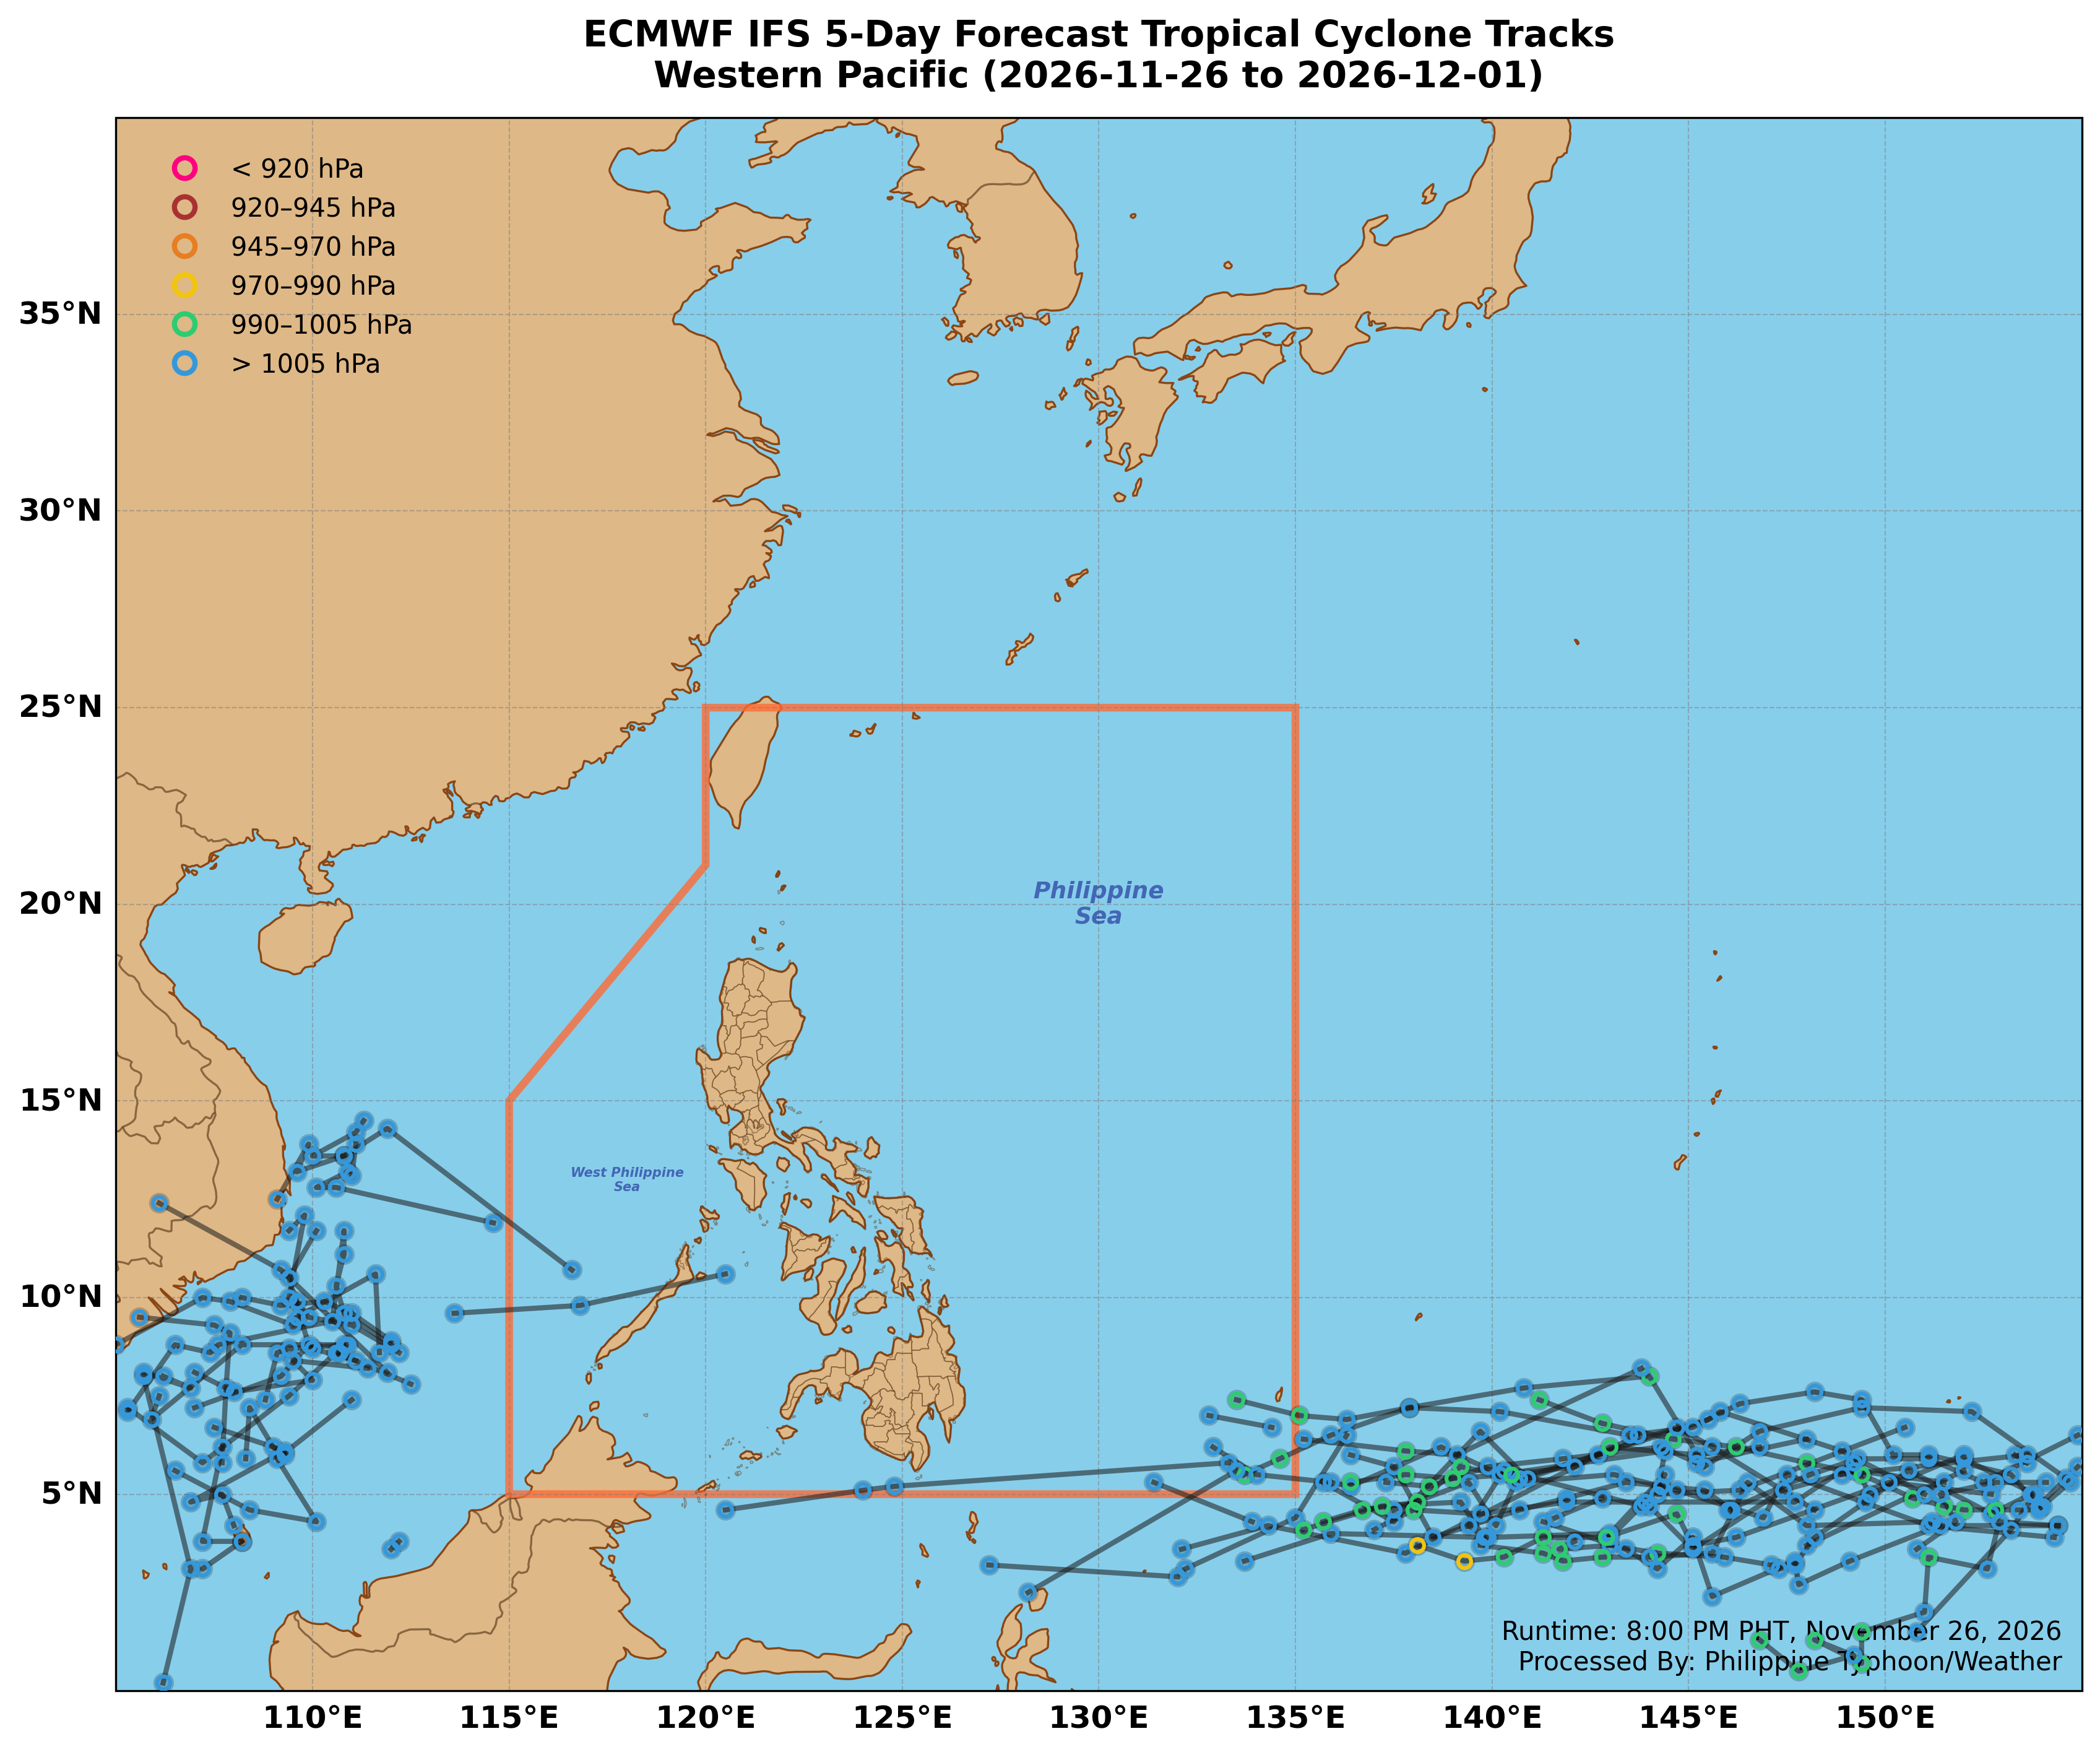 ECMWF IFS 5-Day Forecast Tropical Cyclone Tracks
Western Pacific (2026-11-26 to 2026-12-01)
< 920 hPa
920–945 hPa
945–970 hPa
970–990 hPa
990–1005 hPa
> 1005 hPa
35°N
30°N
25°N
20°N
15°N
10°N
5°N
Philippine
Sea
West Philippine
Sea
Runtime: 8:00 PM PHT, November 26, 2026
Processed By: Philippine Typhoon/Weather
110°E
115°E
120°E
125°E
130°E
135°E
140°E
145°E
150°E